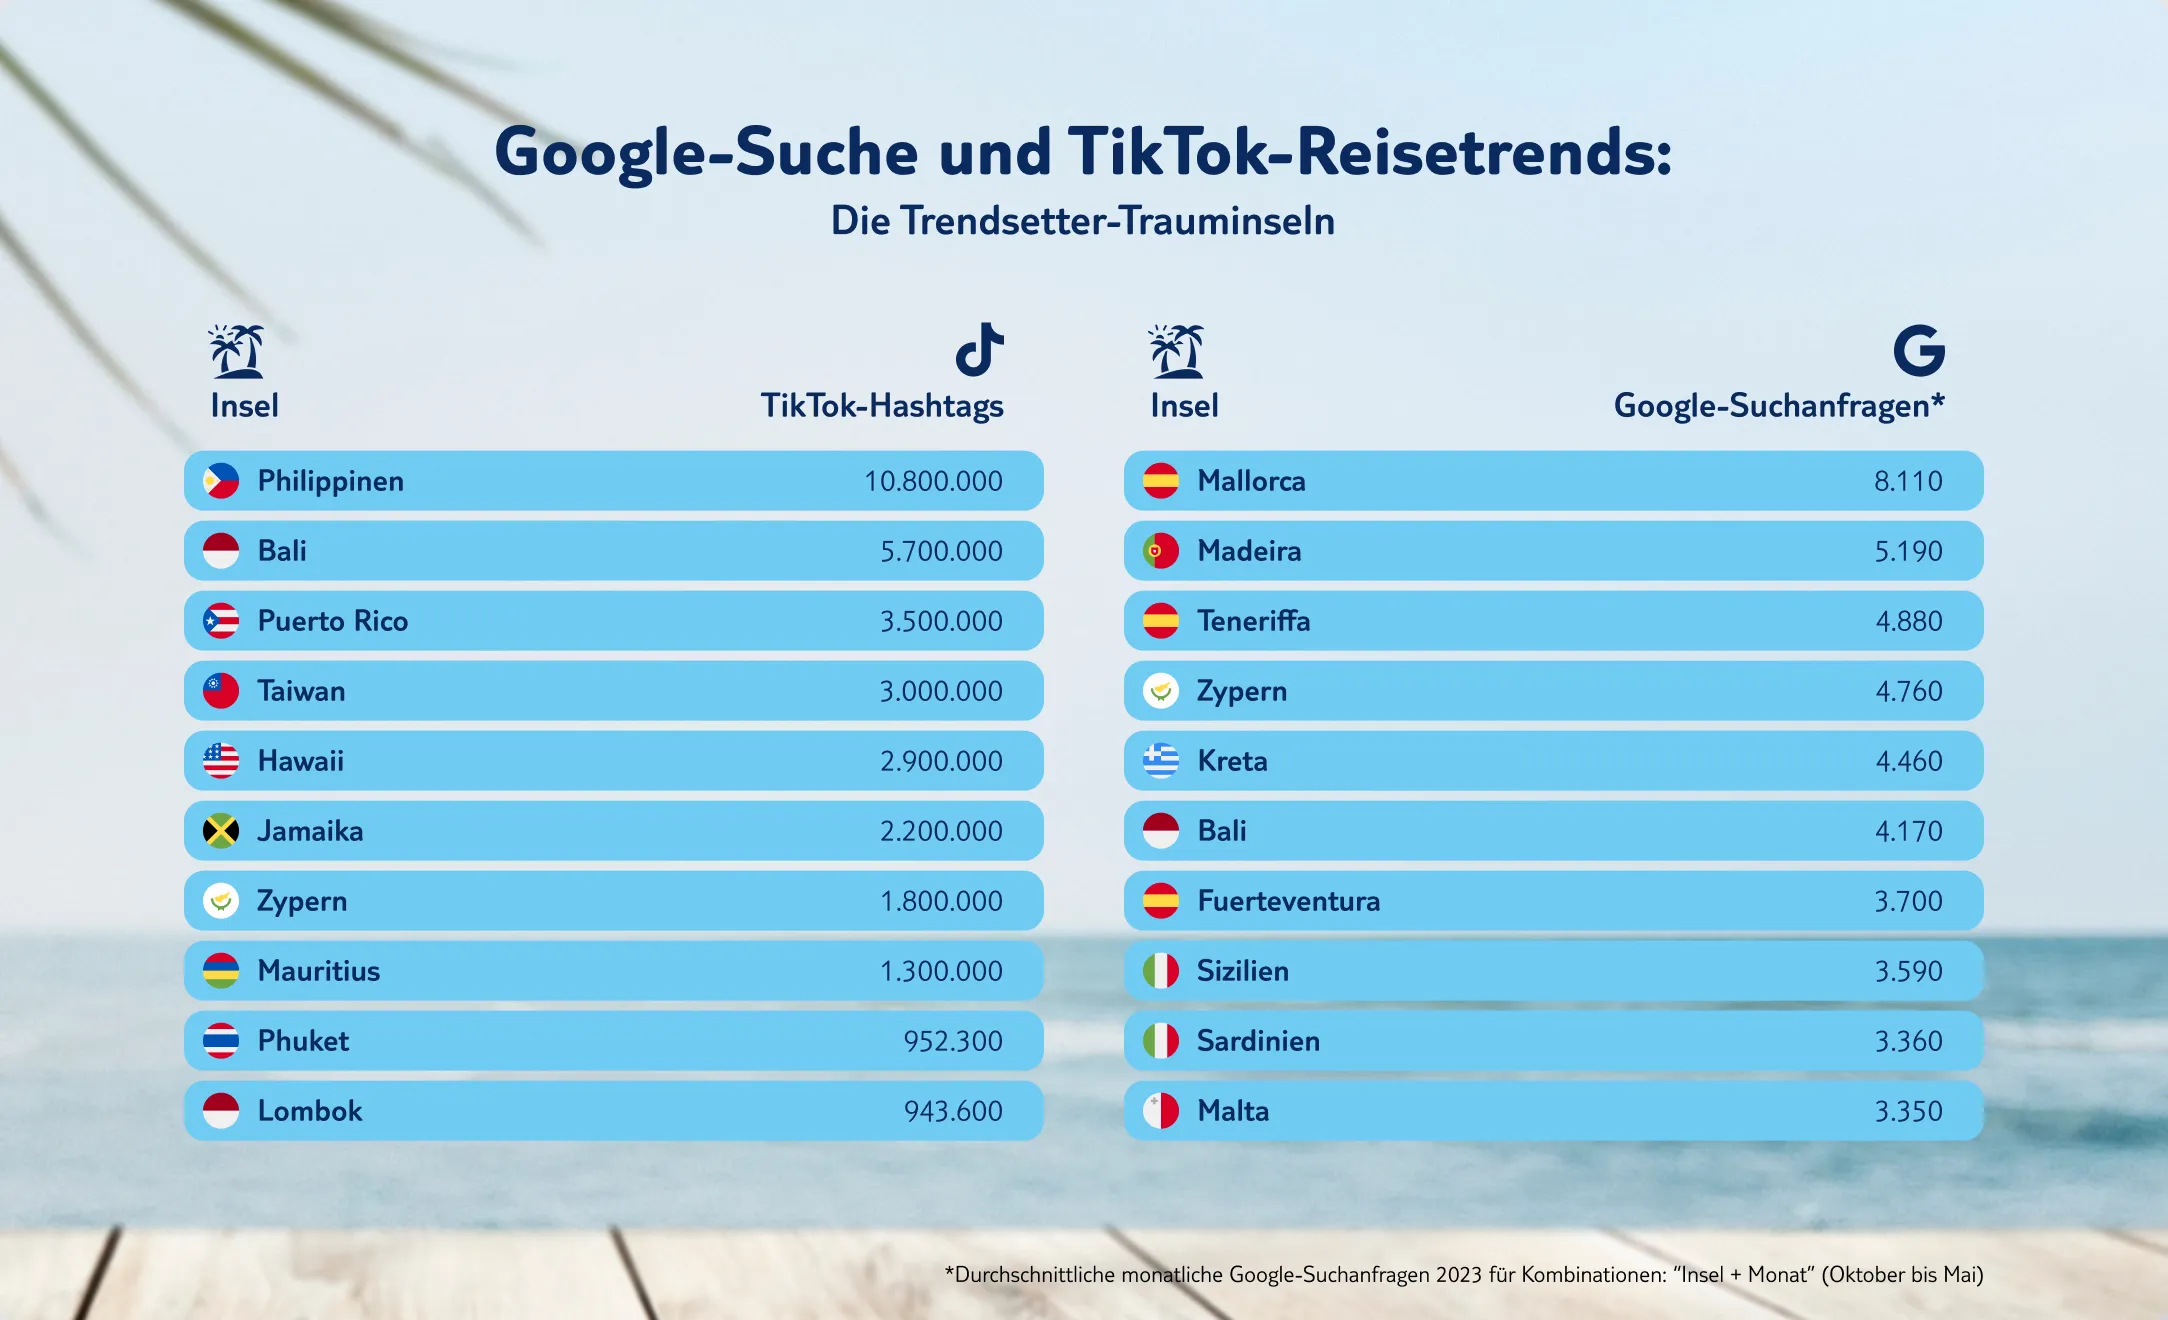 Google-Suche und TikTok-Reisetrends:
Die Trendsetter-Trauminseln
Insel TikTok-Hashtags
Philippinen 10.800.000
Bali 5.700.000
Puerto Rico 3.500.000
Taiwan 3.000.000
Hawaii 2.900.000
Jamaika 2.200.000
Zypern 1.800.000
Mauritius 1.300.000
Phuket 952.300
Lombok 943.600
Insel Google-Suchanfragen*
Mallorca 8.110
Madeira 5.190
Teneriffa 4.880
Zypern 4.760
Kreta 4.460
Bali 4.170
Fuerteventura 3.700
Sizilien 3.590
Sardinien 3.360
Malta 3.350
*Durchschnittliche monatliche Google-Suchanfragen 2023 für Kombinationen: “Insel + Monat” (Oktober bis Mai)